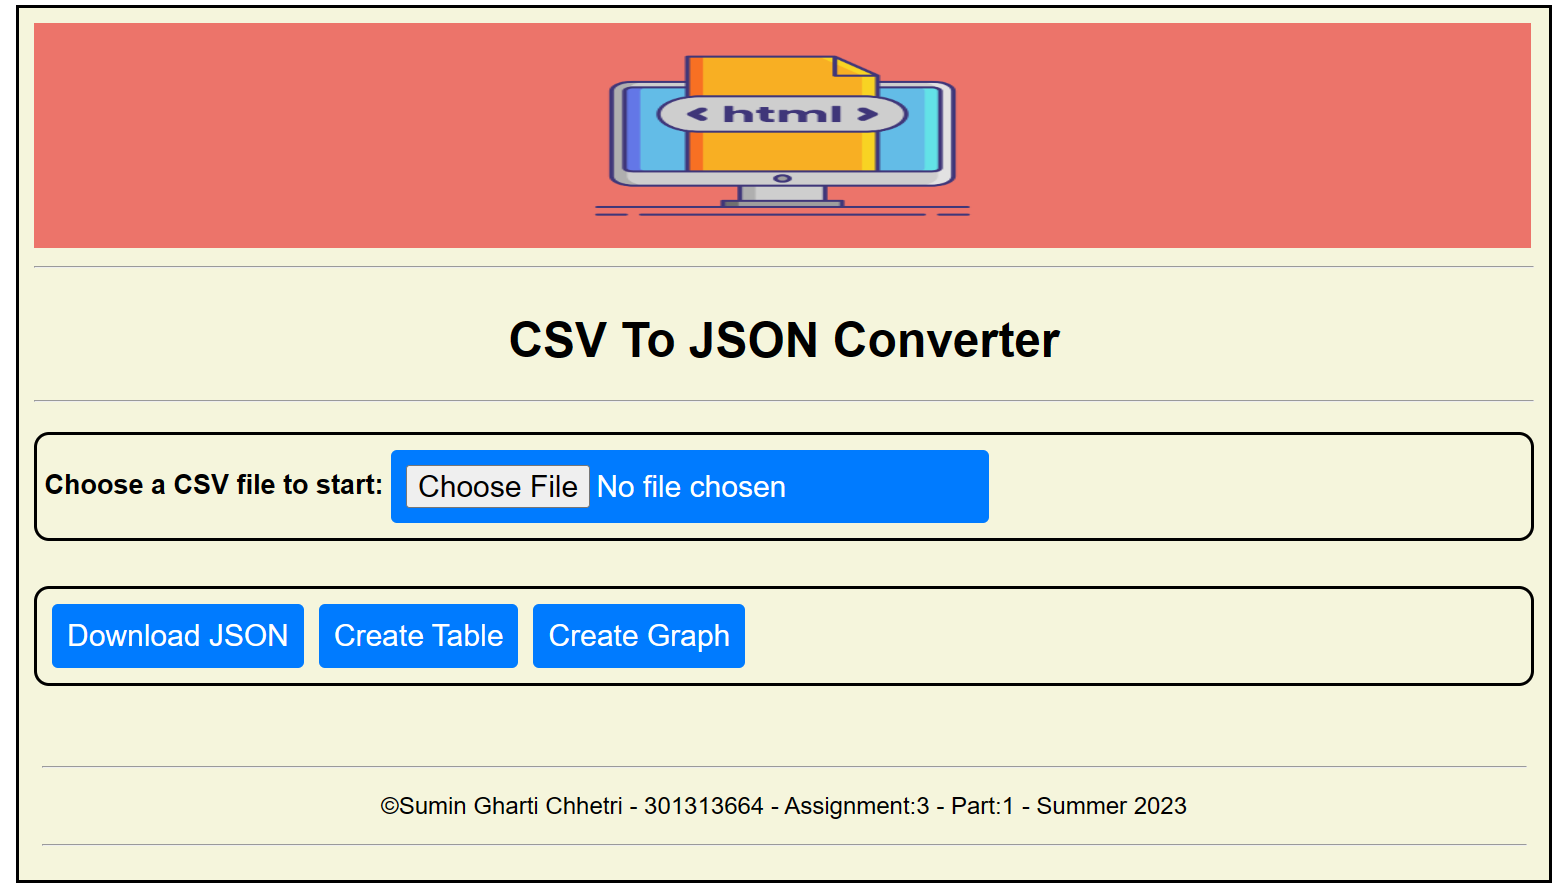 < html >
CSV To JSON Converter
Choose a CSV file to start: Choose File No file chosen
Download JSON Create Table Create Graph
©Sumin Gharti Chhetri - 301313664 - Assignment:3 - Part:1 - Summer 2023